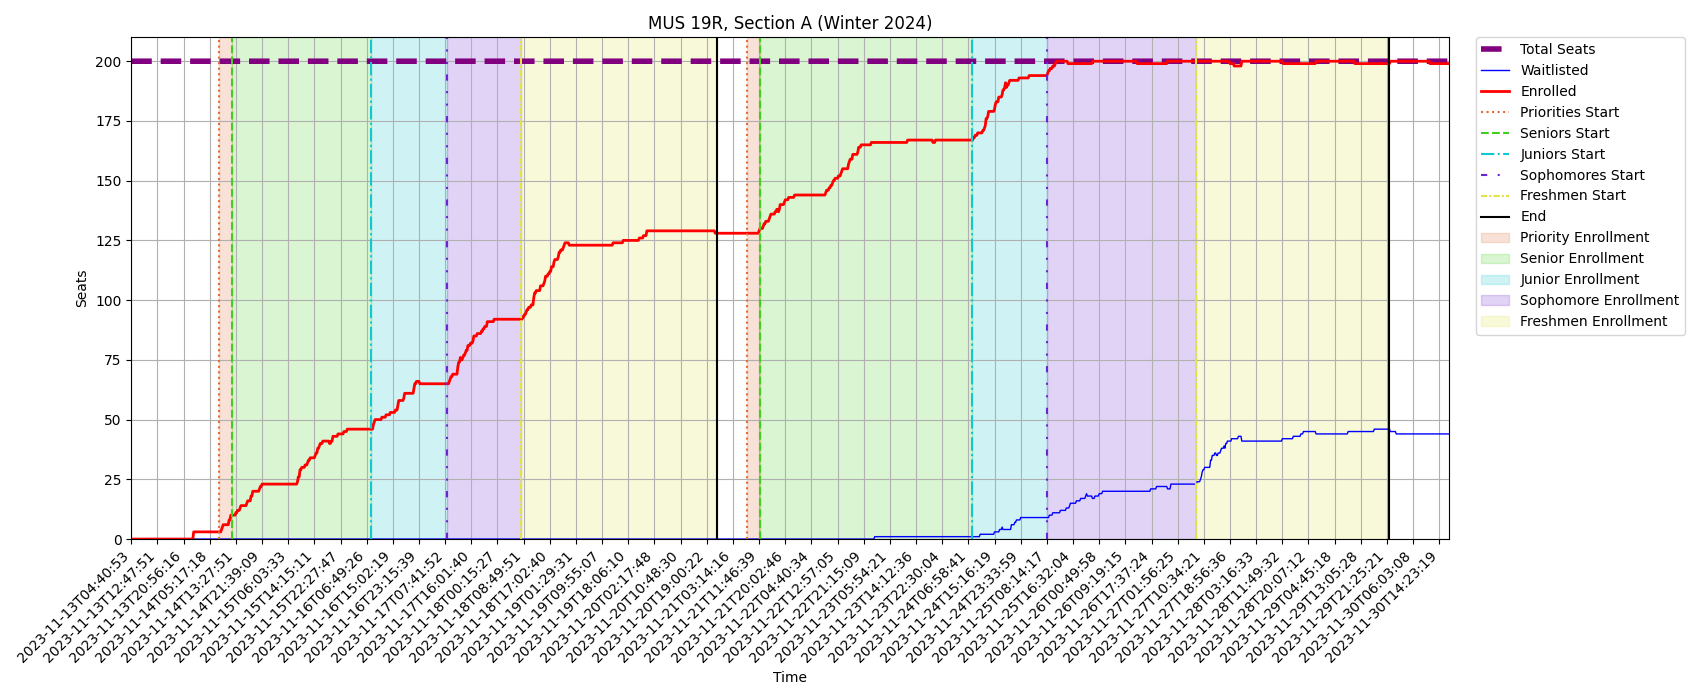 MUS 19R, Section A (Winter 2024)
Seats
200
175
150
125
100
75
50
25
0
2023-11-13T04:40:53
2023-11-13T12:47:51
2023-11-13T20:56:16
2023-11-14T05:17:18
2023-11-14T13:27:51
2023-11-14T21:39:09
2023-11-15T06:03:33
2023-11-15T14:15:11
2023-11-15T22:27:47
2023-11-16T06:49:26
2023-11-16T15:02:19
2023-11-16T23:15:39
2023-11-17T07:41:52
2023-11-17T16:01:40
2023-11-18T00:15:27
2023-11-18T08:49:51
2023-11-18T17:02:40
2023-11-19T01:29:31
2023-11-19T09:55:07
2023-11-19T18:06:10
2023-11-20T02:17:48
2023-11-20T10:48:30
2023-11-20T19:00:22
2023-11-21T03:14:16
2023-11-21T11:46:39
2023-11-21T20:02:46
2023-11-22T04:40:34
2023-11-22T12:57:05
2023-11-22T21:15:09
2023-11-23T05:54:21
2023-11-23T14:12:36
2023-11-23T22:30:04
2023-11-24T06:58:41
2023-11-24T15:16:19
2023-11-24T23:33:59
2023-11-25T08:14:17
2023-11-25T16:32:04
2023-11-26T00:49:58
2023-11-26T09:19:15
2023-11-26T17:37:24
2023-11-27T01:56:25
2023-11-27T10:34:21
2023-11-27T18:56:36
2023-11-28T03:16:33
2023-11-28T11:49:32
2023-11-28T20:07:12
2023-11-29T04:45:18
2023-11-29T13:05:28
2023-11-29T21:25:21
2023-11-30T06:03:08
2023-11-30T14:23:19
Time
Total Seats
Waitlisted
Enrolled
Priorities Start
Seniors Start
Juniors Start
Sophomores Start
Freshmen Start
End
Priority Enrollment
Senior Enrollment
Junior Enrollment
Sophomore Enrollment
Freshmen Enrollment